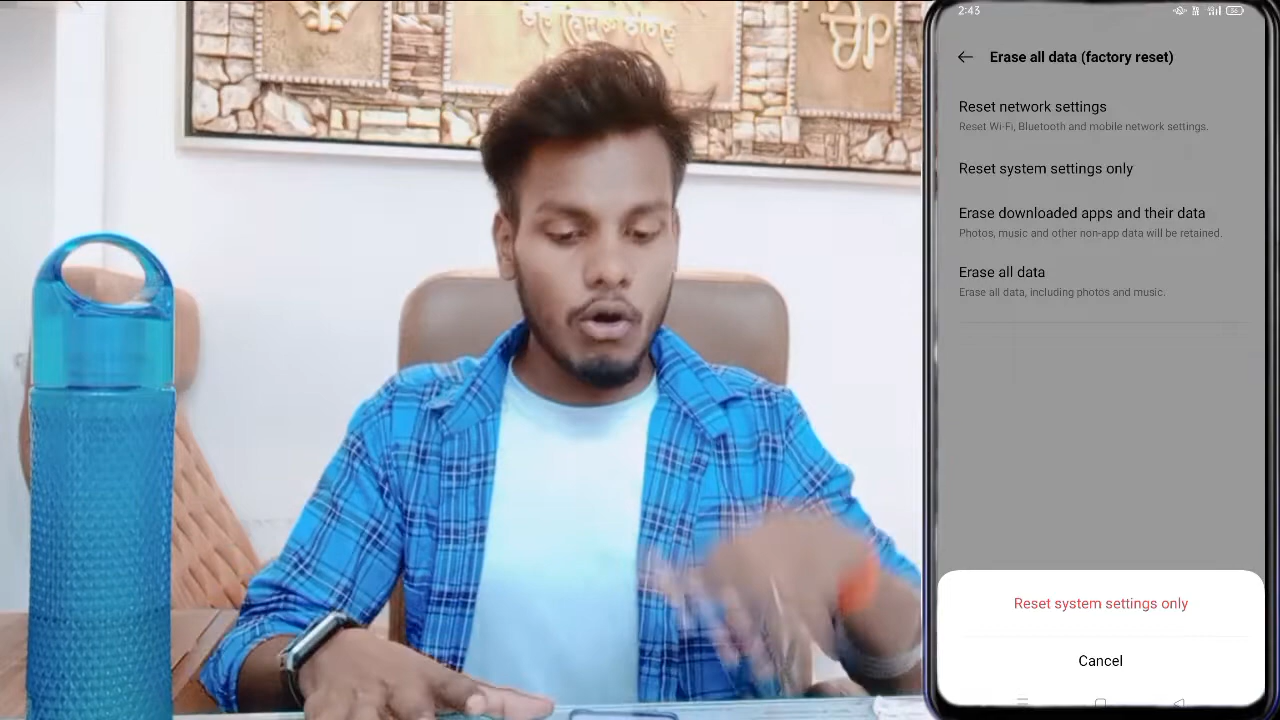 2:43
Erase all data (factory reset)
Reset network settings
Reset Wi-Fi, Bluetooth and mobile network settings.
Reset system settings only
Erase downloaded apps and their data
Photos, music and other non-app data will be retained.
Erase all data
Erase all data, including photos and music.
Reset system settings only
Cancel